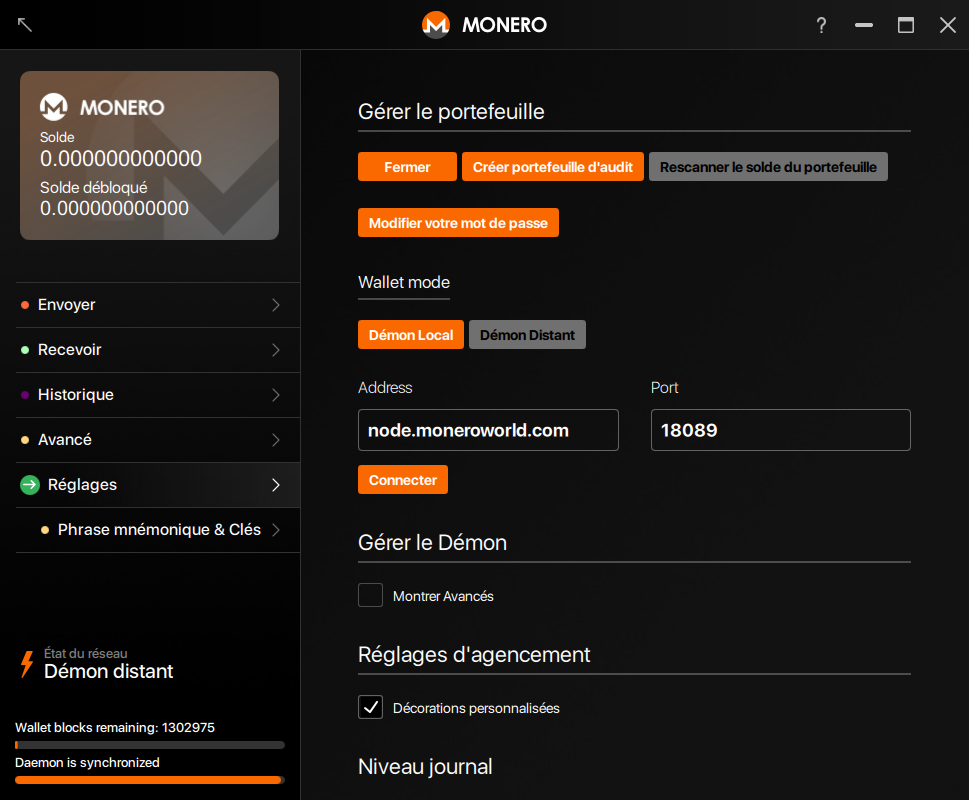 MONERO
?
MONERO
Solde
0.000000000000
Solde débloqué
0.000000000000
Envoyer
Recevoir
Historique
Avancé
Réglages
Phrase mnémonique & Clés
État du réseau
Démon distant
Wallet blocks remaining: 1302975
Daemon is synchronized
Gérer le portefeuille
Fermer Créer portefeuille d'audit Rescanner le solde du portefeuille
Modifier votre mot de passe
Wallet mode
Démon Local Démon Distant
Address Port
node.moneroworld.com 18089
Connecter
Gérer le Démon
Montrer Avancés
Réglages d'agencement
Décorations personnalisées
Niveau journal